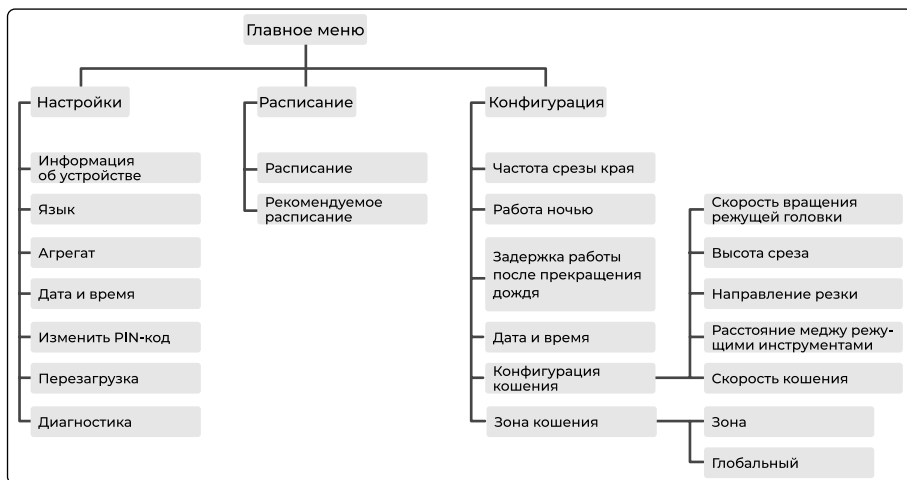 Главное меню
Настройки
Информация
об устройстве
Язык
Агрегат
Дата и время
Изменить PIN-код
Перезагрузка
Диагностика
Расписание
Расписание
Рекомендуемое
расписание
Конфигурация
Частота срезы края
Работа ночью
Задержка работы
после прекращения
дождя
Дата и время
Конфигурация
кошения
Зона кошения
Скорость вращения
режущей головки
Высота среза
Направление резки
Расстояние меджу режу-
щими инструментами
Скорость кошения
Зона
Глобальный